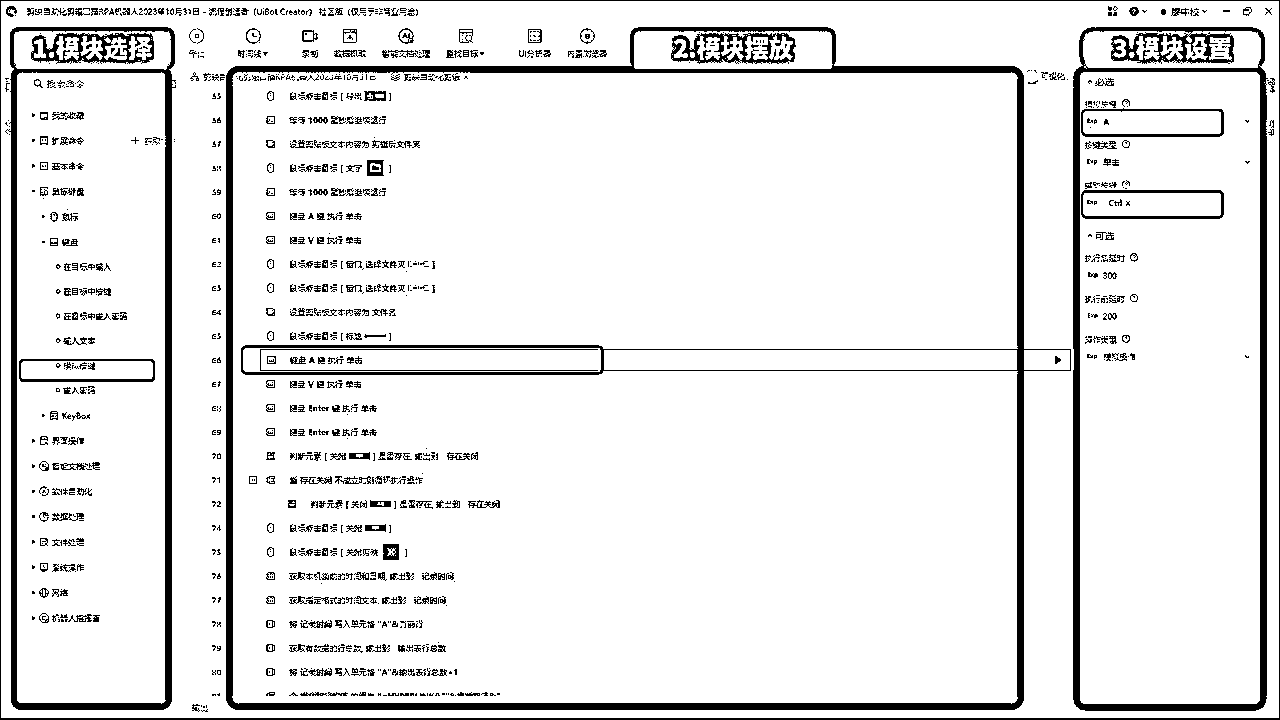 1.模块选择
2.模块摆放
3.模块设置
录制
数据抓取
智能文档处理
查找目标
UI分析器
内置浏览器
搜索命令
我的收藏
扩展命令
基本命令
鼠标键盘
鼠标
键盘
在目标中输入
在目标中按键
在目标中输入密码
输入文本
模拟按键
输入密码
KeyBox
界面操作
智能文档处理
软件自动化
数据处理
文件处理
系统操作
网络
55 鼠标点击目标 [ 导出 ]
56 等待 1000 毫秒后继续运行
57 设置剪贴板文本内容为 剪辑后文件夹
58 鼠标点击目标 [ 文字 ]
59 等待 1000 毫秒后继续运行
60 键盘 A 键 执行 单击
61 键盘 V 键 执行 单击
62 鼠标点击目标 [ 窗口_选择文件夹 ]
63 鼠标点击目标 [ 窗口_选择文件夹 ]
64 设置剪贴板文本内容为 文件名
65 鼠标点击目标 [ 标题 ]
66 键盘 A 键 执行 单击
67 键盘 V 键 执行 单击
68 键盘 Enter 键 执行 单击
69 键盘 Enter 键 执行 单击
70 判断元素 [ 关闭 ] 是否存在, 输出到 存在关闭
71 当 存在关闭 不成立时则循环执行操作
72 判断元素 [ 关闭 ] 是否存在, 输出到 存在关闭
74 鼠标点击目标 [ 关闭 ]
75 鼠标点击目标 [ 关闭剪映 ]
76 获取本机当前的时间和日期, 输出到 记录时间
77 获取指定格式的时间文本, 输出到 记录时间
78 将 记录时间 写入单元格 "A"&当前行
79 获取有数据的行总数, 输出到 输出表行总数
80 将 记录时间 写入单元格 "A"&输出表行总数+1
输出
可视化
必选
模拟按键
Exp A
按键类型
Exp 单击
辅助按键
Exp Ctrl x
可选
执行后延时
Exp 300
执行前延时
Exp 200
操作类型
Exp 模拟操作